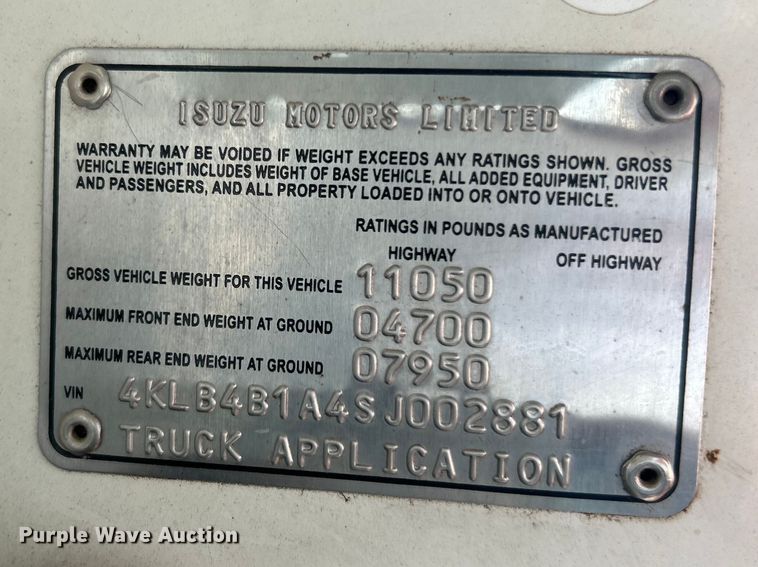 ISUZU MOTORS LIMITED
WARRANTY MAY BE VOIDED IF WEIGHT EXCEEDS ANY RATINGS SHOWN. GROSS
VEHICLE WEIGHT INCLUDES WEIGHT OF BASE VEHICLE, ALL ADDED EQUIPMENT, DRIVER
AND PASSENGERS, AND ALL PROPERTY LOADED INTO OR ONTO VEHICLE.
RATINGS IN POUNDS AS MANUFACTURED
HIGHWAY OFF HIGHWAY
GROSS VEHICLE WEIGHT FOR THIS VEHICLE 11050
MAXIMUM FRONT END WEIGHT AT GROUND 04700
MAXIMUM REAR END WEIGHT AT GROUND 07950
VIN 4KLB4B1A4SJ002881
TRUCK APPLICATION
Purple Wave Auction